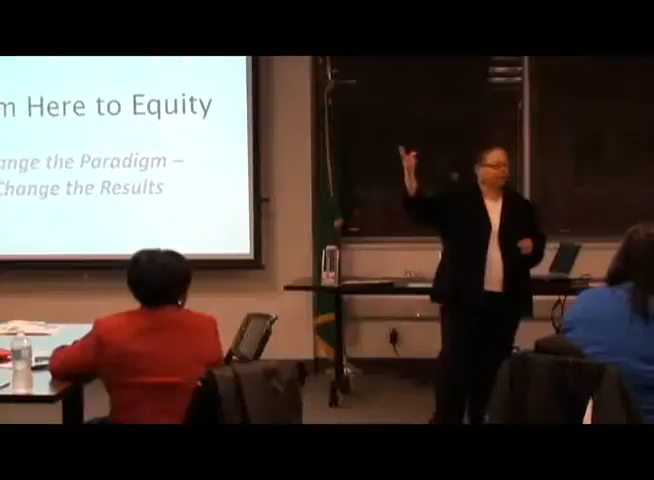 m Here to Equity
ange the Paradigm –
Change the Results